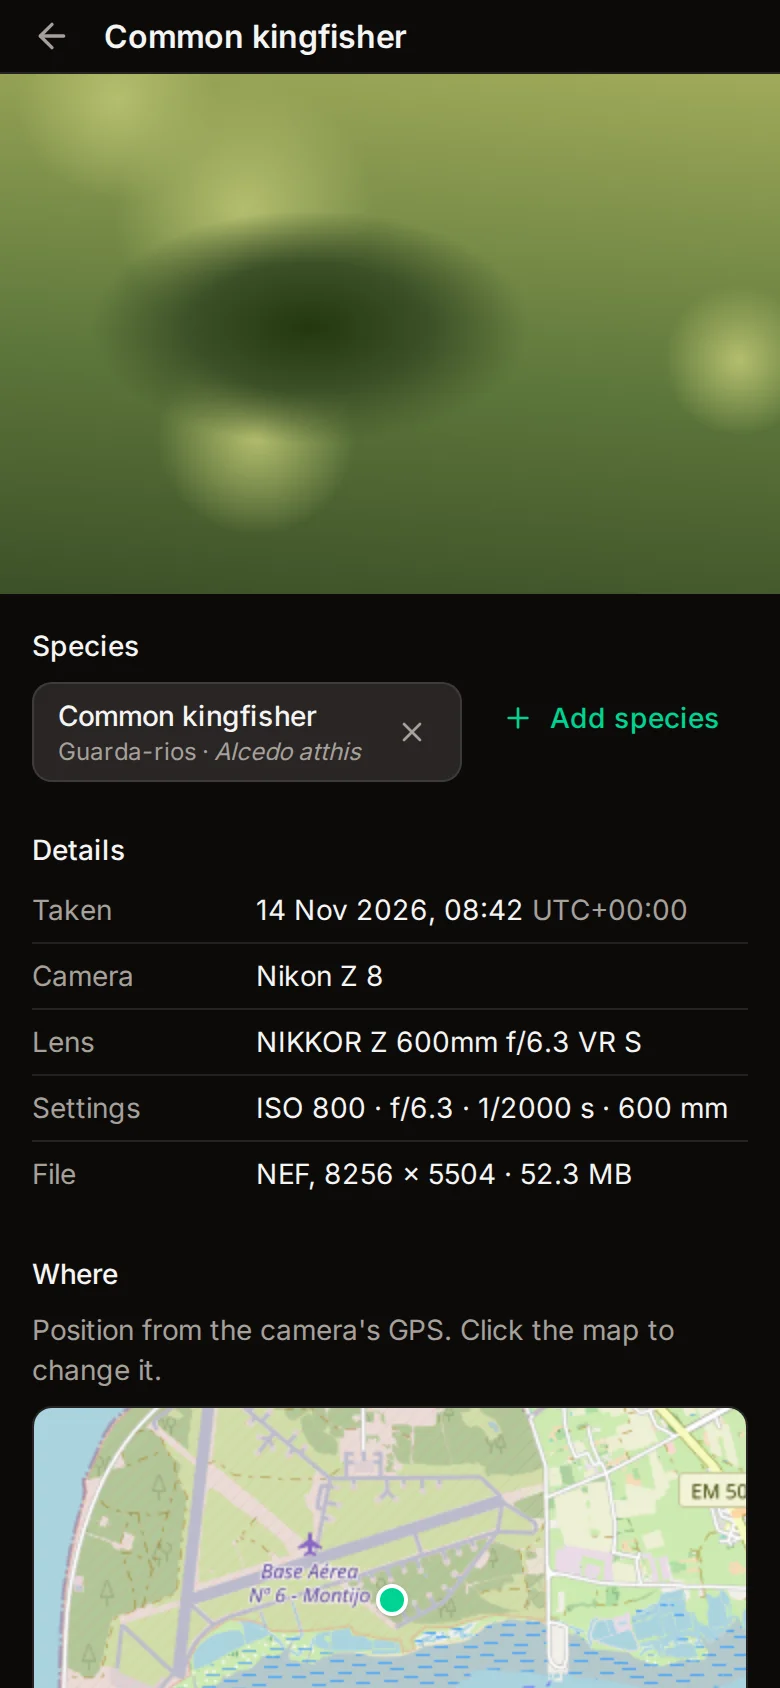 Common kingfisher
Species
Common kingfisher
Guarda-rios · Alcedo atthis
Add species
Details
Taken 14 Nov 2026, 08:42 UTC+00:00
Camera Nikon Z 8
Lens NIKKOR Z 600mm f/6.3 VR S
Settings ISO 800 · f/6.3 · 1/2000 s · 600 mm
File NEF, 8256 × 5504 · 52.3 MB
Where
Position from the camera's GPS. Click the map to
change it.
EM 50
Base Aérea
Nº 6 - Montijo